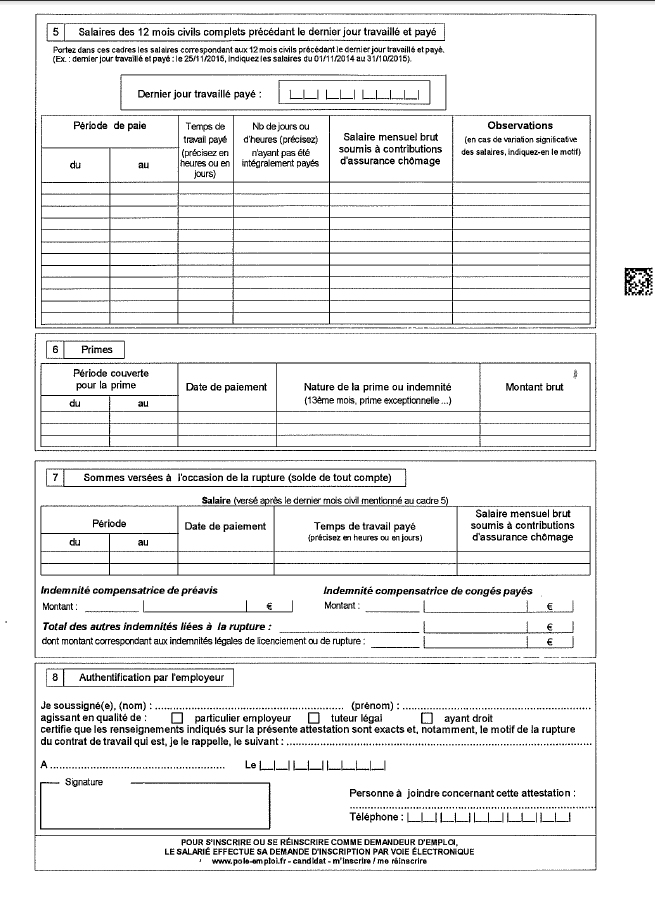 5 Salaires des 12 mois civils complets précédant le dernier jour travaillé et payé
Portez dans ces cadres les salaires correspondant aux 12 mois civils précédant le dernier jour travaillé et payé.
(Ex. : dernier jour travaillé et payé : le 25/11/2015, indiquez les salaires du 01/11/2014 au 31/10/2015).
Dernier jour travaillé payé :
Période de paie
du au
Temps de
travail payé
(précisez en
heures ou en
jours)
Nb de jours ou
d'heures (précisez)
n'ayant pas été
intégralement payés
Salaire mensuel brut
soumis à contributions
d'assurance chômage
Observations
(en cas de variation significative
des salaires, indiquez-en le motif)
6 Primes
Période couverte
pour la prime
du au
Date de paiement
Nature de la prime ou indemnité
(13ème mois, prime exceptionnelle ...)
Montant brut
7 Sommes versées à l'occasion de la rupture (solde de tout compte)
Salaire (versé après le dernier mois civil mentionné au cadre 5)
Période
du au
Date de paiement
Temps de travail payé
(précisez en heures ou en jours)
Salaire mensuel brut
soumis à contributions
d'assurance chômage
Indemnité compensatrice de préavis Indemnité compensatrice de congés payés
Montant : € Montant : €
Total des autres indemnités liées à la rupture : €
dont montant correspondant aux indemnités légales de licenciement ou de rupture : €
8 Authentification par l'employeur
Je soussigné(e), (nom) : (prénom) :
agissant en qualité de : particulier employeur tuteur légal ayant droit
certifie que les renseignements indiqués sur la présente attestation sont exacts et, notamment, le motif de la rupture
du contrat de travail qui est, je le rappelle, le suivant :
A Le
Signature
Personne à joindre concernant cette attestation :
Téléphone :
POUR S'INSCRIRE OU SE RÉINSCRIRE COMME DEMANDEUR D'EMPLOI,
LE SALARIÉ EFFECTUE SA DEMANDE D'INSCRIPTION PAR VOIE ÉLECTRONIQUE
www.pole-emploi.fr - candidat - m'inscrire / me réinscrire